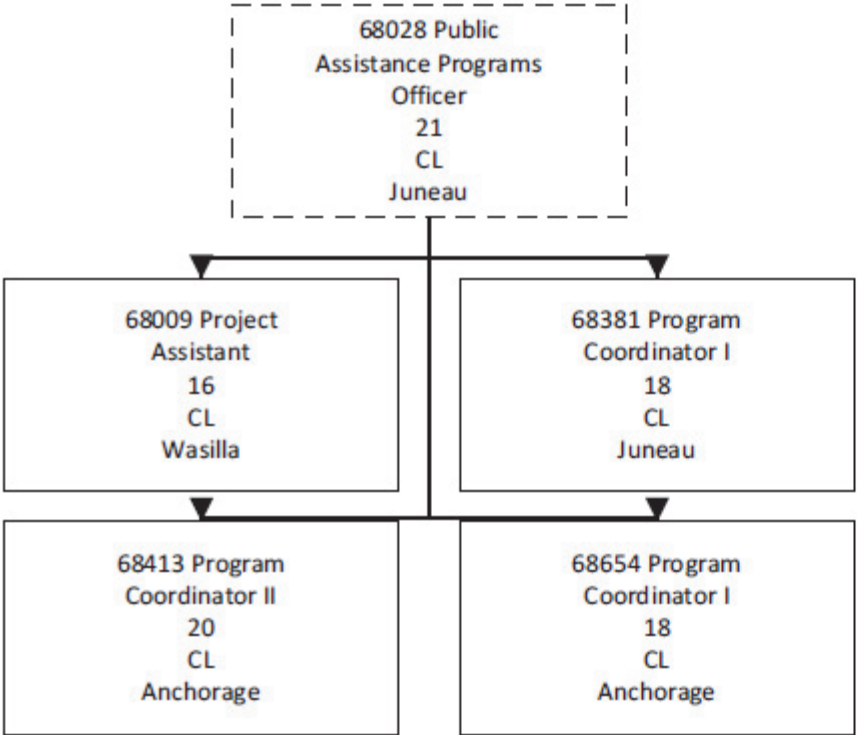 68028 Public
Assistance Programs
Officer
21
CL
Juneau
68009 Project
Assistant
16
CL
Wasilla
68381 Program
Coordinator I
18
CL
Juneau
68413 Program
Coordinator II
20
CL
Anchorage
68654 Program
Coordinator I
18
CL
Anchorage